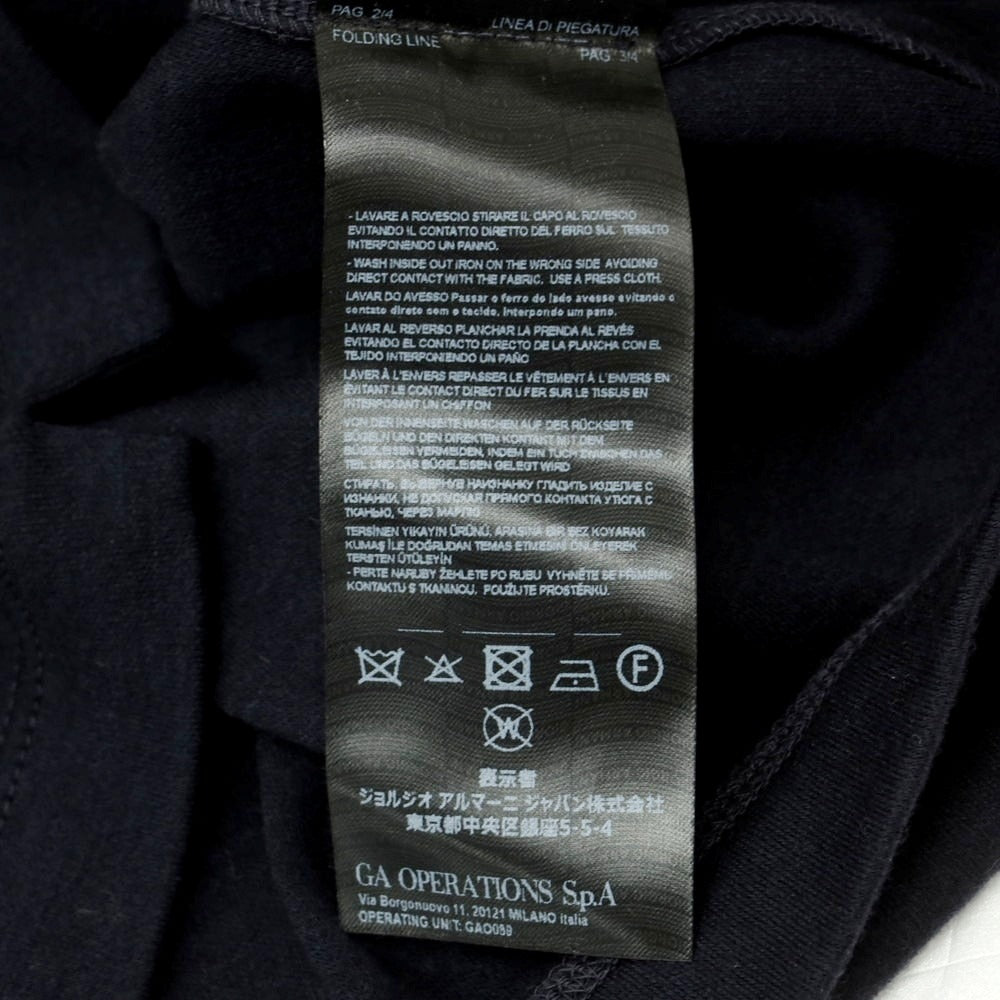 PAG 2/4
LINEA DI PIEGATURA
FOLDING LINE
PAG 3/4
- LAVARE A ROVESCIO STIRARE IL CAPO AL ROVESCIO
EVITANDO IL CONTATTO DIRETTO DEL FERRO SUL TESSUTO
INTERPONENDO UN PANNO.
- WASH INSIDE OUT IRON ON THE WRONG SIDE AVOIDING
DIRECT CONTACT WITH THE FABRIC. USE A PRESS CLOTH.
LAVAR DO AVESSO Passar o ferro do lado avesso evitando o
contato direto com o tecido, interpondo um pano.
LAVAR AL REVERSO PLANCHAR LA PRENDA AL REVÉS
EVITANDO EL CONTACTO DIRECTO DE LA PLANCHA CON EL
TEJIDO INTERPONIENDO UN PAÑO
LAVER À L'ENVERS REPASSER LE VÊTEMENT À L'ENVERS EN
ÉVITANT LE CONTACT DIRECT DU FER SUR LE TISSUS EN
INTERPOSANT UN CHIFFON
VON DER INNENSEITE WASCHEN AUF DER RÜCKSEITE
BÜGELN UND DEN DIREKTEN KONTAKT MIT DEM
BÜGELEISEN VERMEIDEN, INDEM EIN TUCH ZWISCHEN DAS
TEIL UND DAS BÜGELEISEN GELEGT WIRD
СТИРАТЬ, ВЫВЕРНУВ НАИЗНАНКУ ГЛАДИТЬ ИЗДЕЛИЕ С
ИЗНАНКИ, НЕ ДОПУСКАЯ ПРЯМОГО КОНТАКТА УТЮГА С
ТКАНЬЮ, ЧЕРЕЗ МАРЛЮ
TERSİNEN YIKAYIN ÜRÜNÜ, ARASINA BİR BEZ KOYARAK
KUMAŞ İLE DOĞRUDAN TEMAS ETMESİNİ ÖNLEYEREK
TERSTEN ÜTÜLEYİN
- PERTE NARUBY ŽEHLETE PO RUBU VYHNĚTE SE PŘÍMÉMU
KONTAKTU S TKANINOU. POUŽIJTE PROSTĚRKU.
F
W
表示者
ジョルジオ アルマーニ ジャパン株式会社
東京都中央区銀座5-5-4
GA OPERATIONS S.p.A
Via Borgonuovo 11, 20121 MILANO Italia
OPERATING UNIT: GAO059